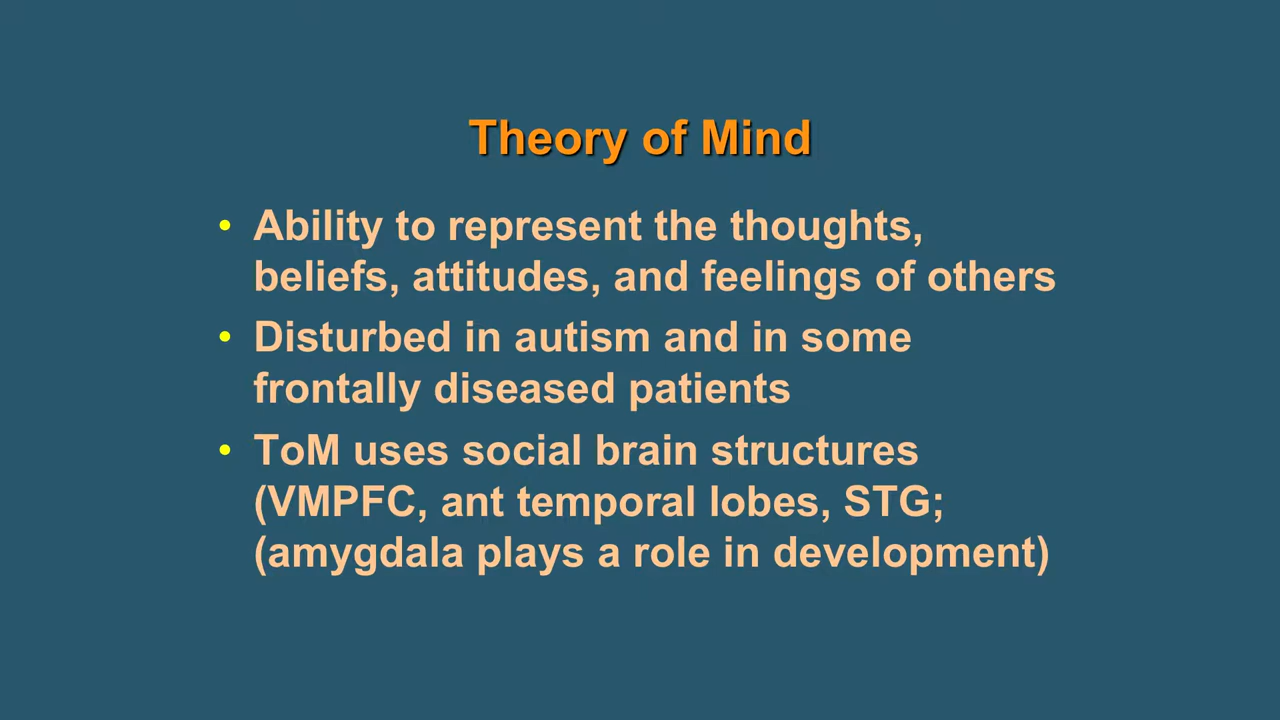 Theory of Mind
• Ability to represent the thoughts,
beliefs, attitudes, and feelings of others
• Disturbed in autism and in some
frontally diseased patients
• ToM uses social brain structures
(VMPFC, ant temporal lobes, STG;
(amygdala plays a role in development)